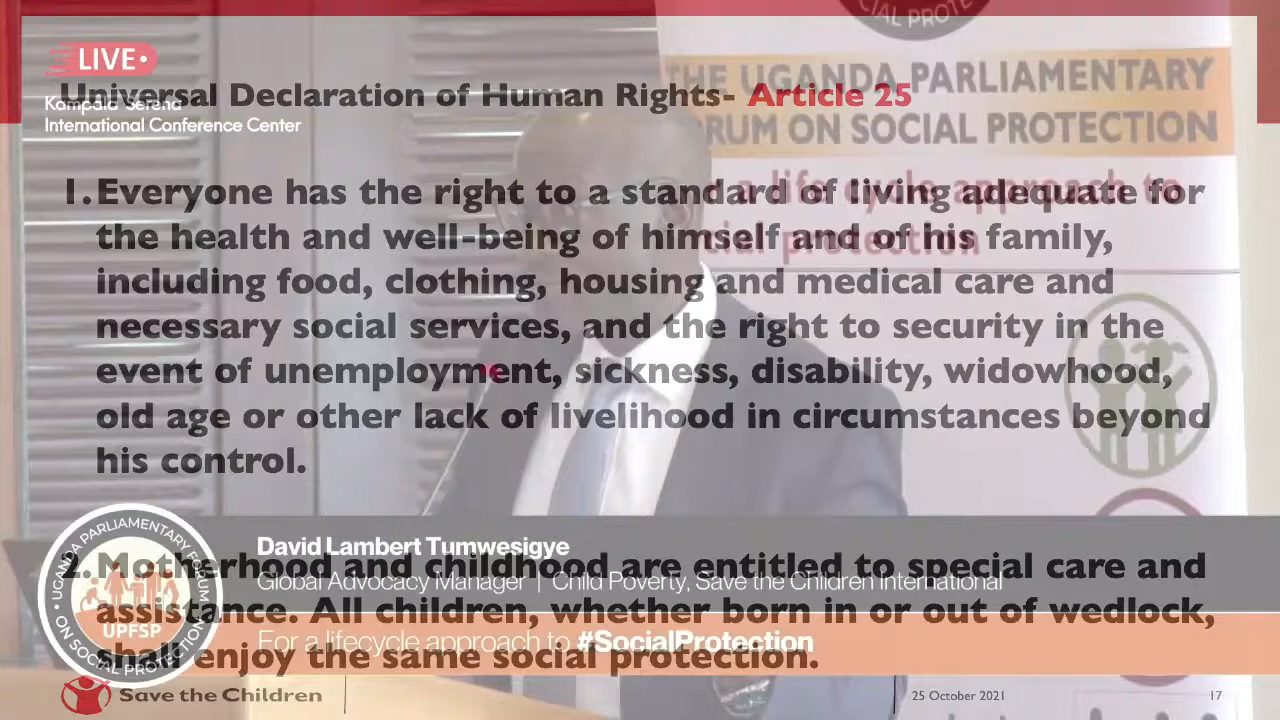 LIVE
Kampala Serena
International Conference Center
Universal Declaration of Human Rights- Article 25
THE UGANDA PARLIAMENTARY
RUM ON SOCIAL PROTECTION
a life cycle approach to
cial protection
1. Everyone has the right to a standard of living adequate for
the health and well-being of himself and of his family,
including food, clothing, housing and medical care and
necessary social services, and the right to security in the
event of unemployment, sickness, disability, widowhood,
old age or other lack of livelihood in circumstances beyond
his control.
2. Motherhood and childhood are entitled to special care and
assistance. All children, whether born in or out of wedlock,
shall enjoy the same social protection.
David Lambert Tumwesigye
Global Advocacy Manager | Child Poverty, Save the Children International
For a lifecycle approach to #SocialProtection
UGANDA PARLIAMENTARY FORUM
ON SOCIAL PROTECTION
UPFSP
Save the Children
25 October 2021
17